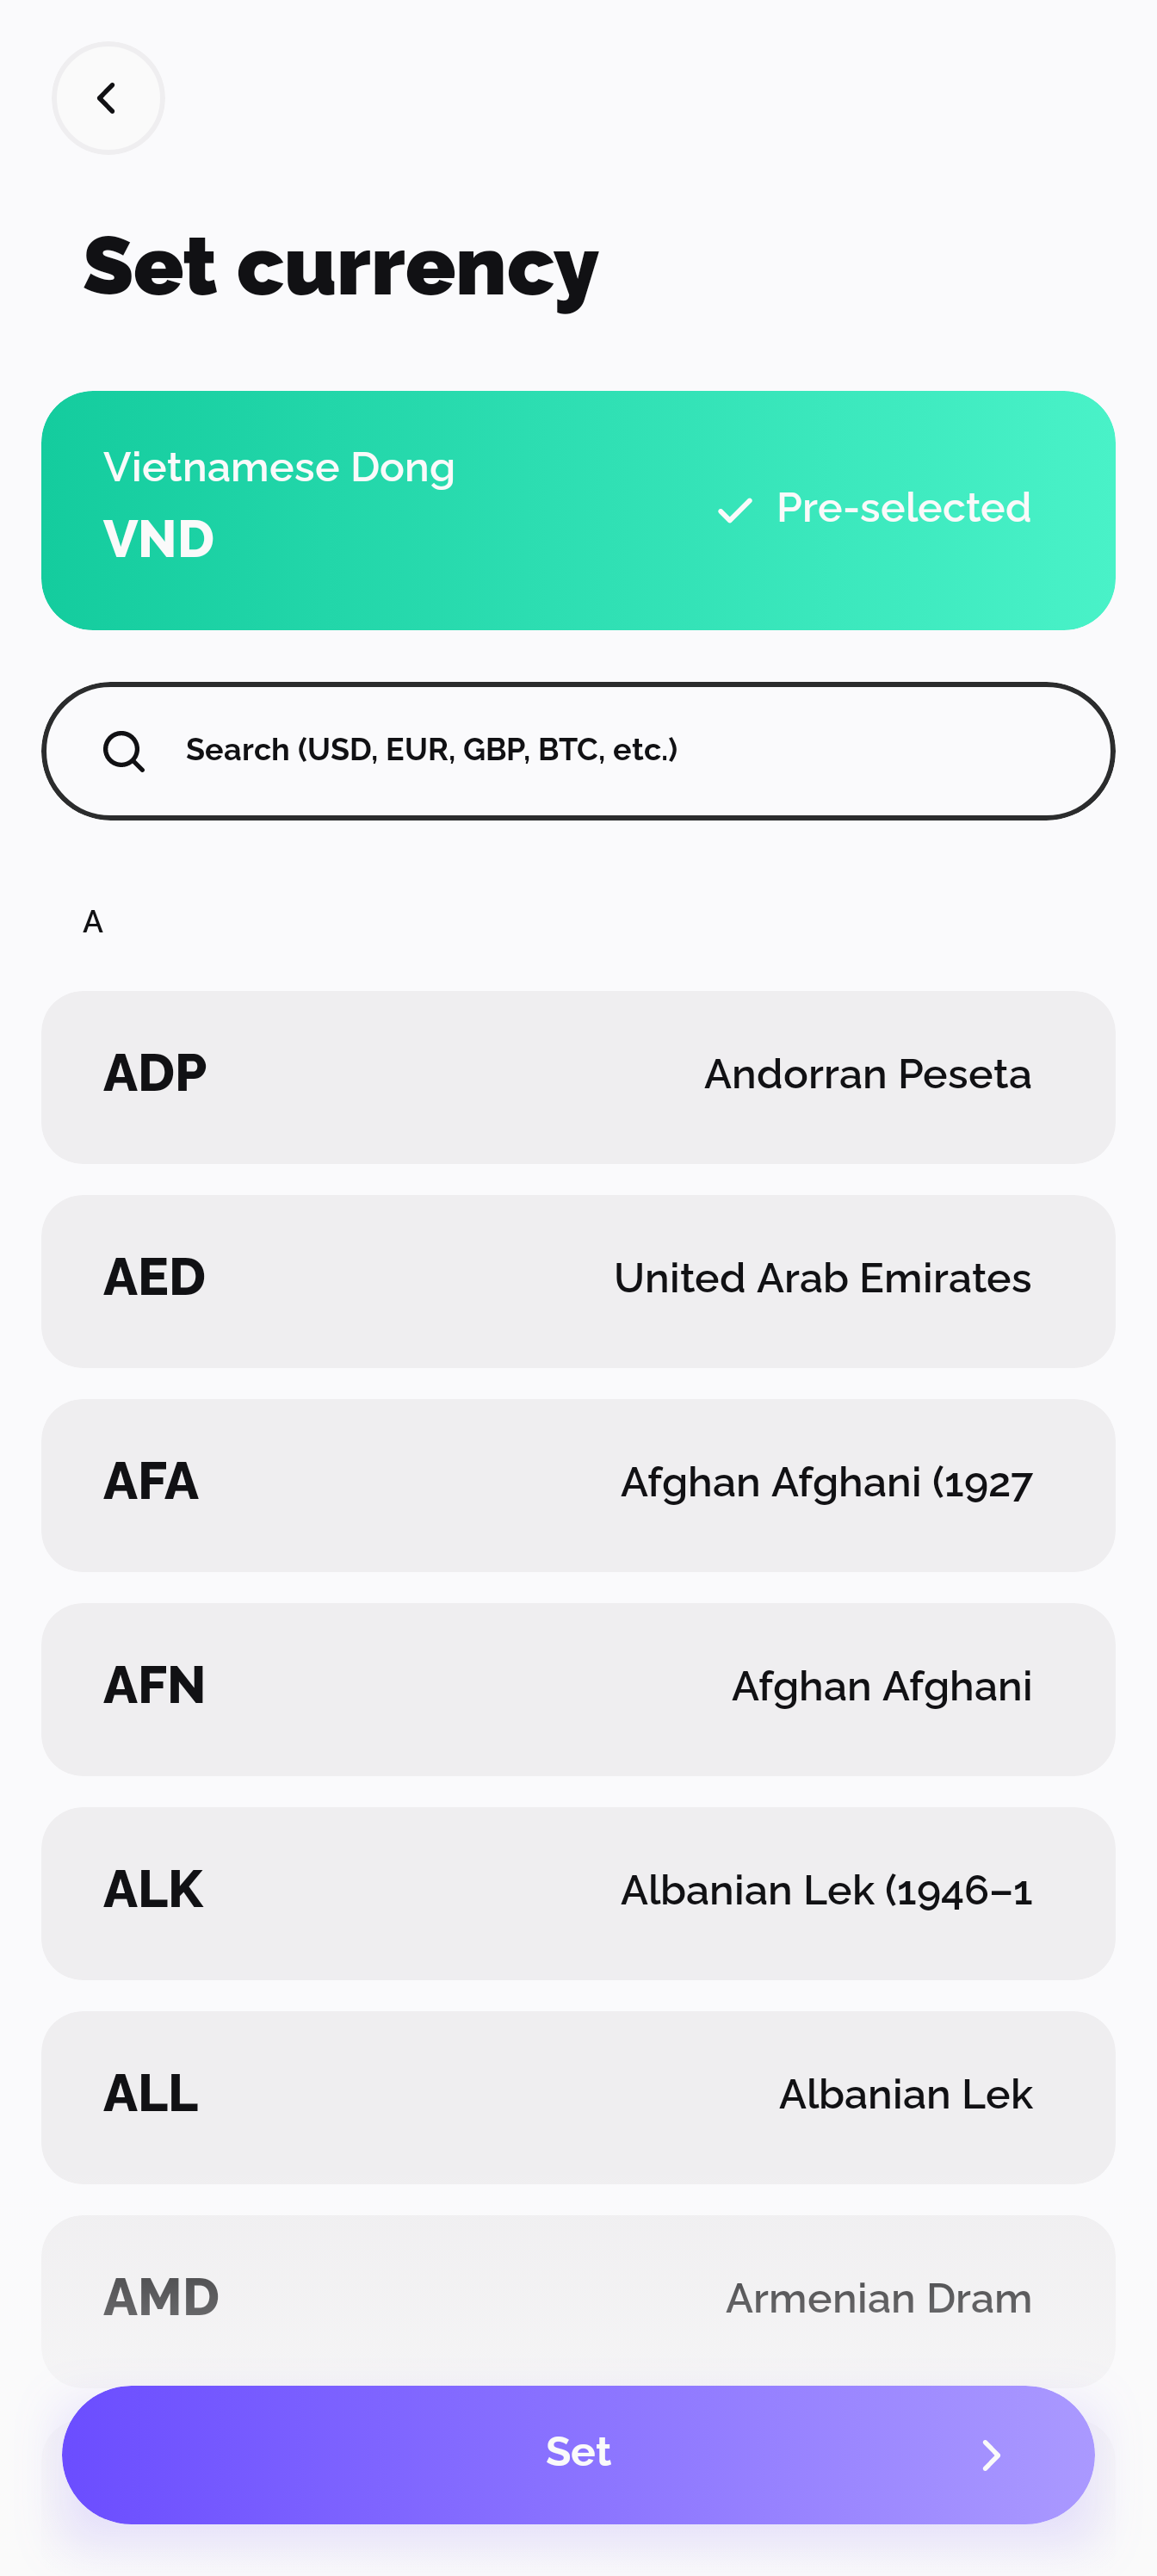 Set currency
Vietnamese Dong
VND
Pre-selected
Search (USD, EUR, GBP, BTC, etc.)
A
ADP Andorran Peseta
AED United Arab Emirates
AFA Afghan Afghani (1927
AFN Afghan Afghani
ALK Albanian Lek (1946–1
ALL Albanian Lek
AMD Armenian Dram
Set